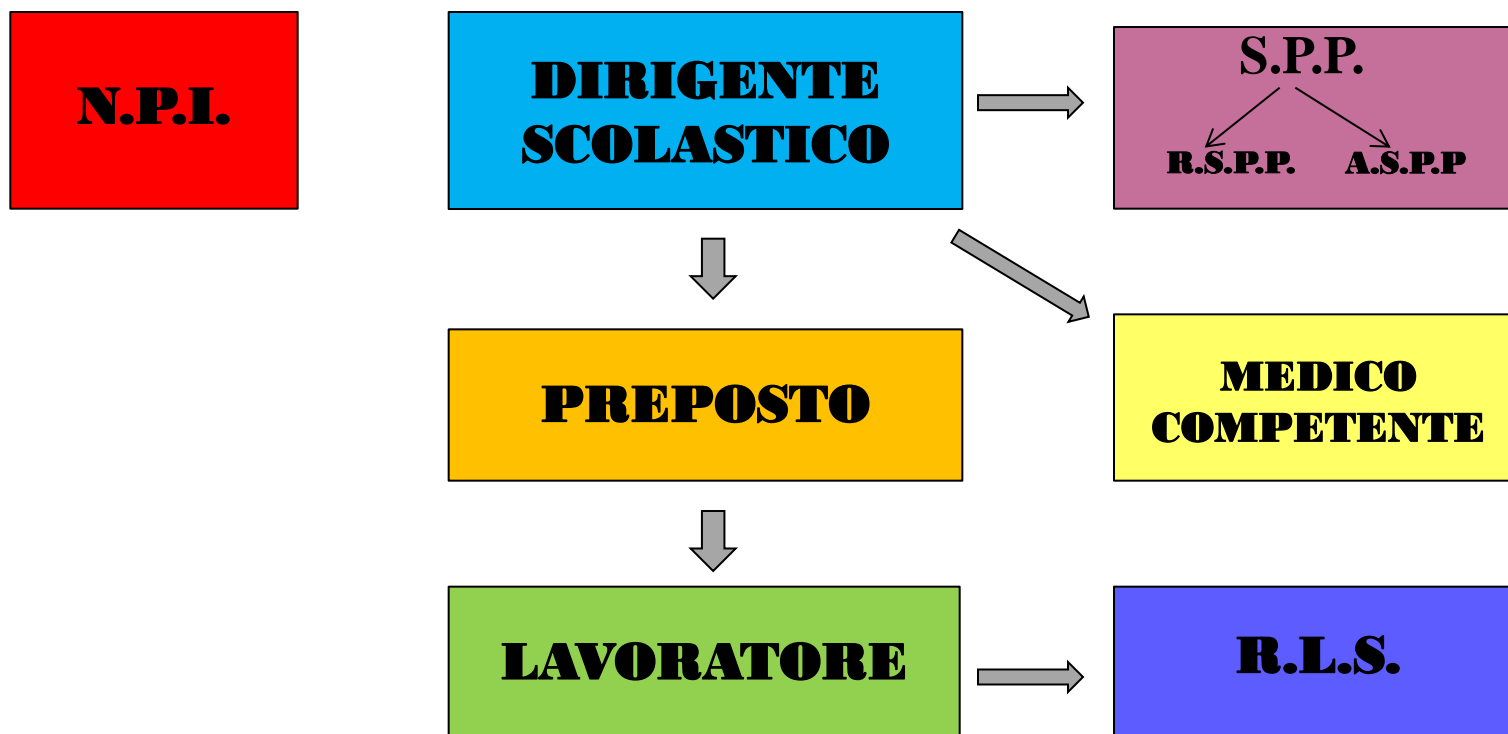 N.P.I.
DIRIGENTE
SCOLASTICO
S.P.P.
R.S.P.P. A.S.P.P
PREPOSTO
MEDICO
COMPETENTE
LAVORATORE
R.L.S.